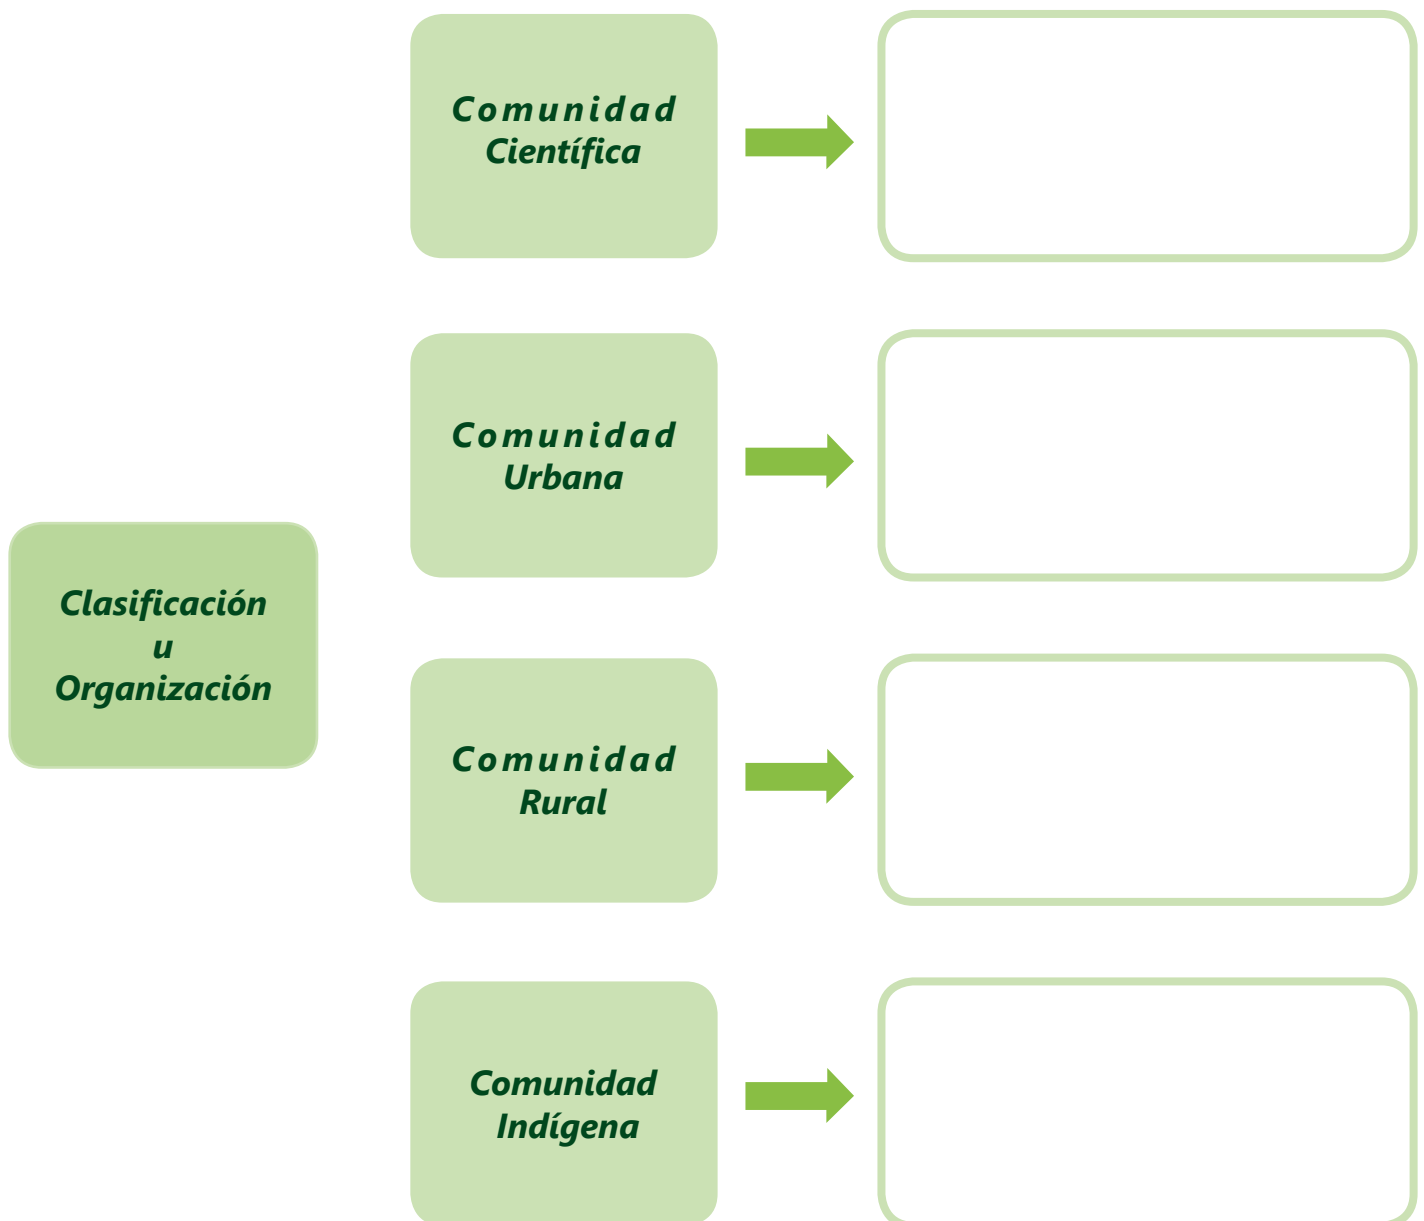 Comunidad
Científica
Comunidad
Urbana
Clasificación
u
Organización
Comunidad
Rural
Comunidad
Indígena